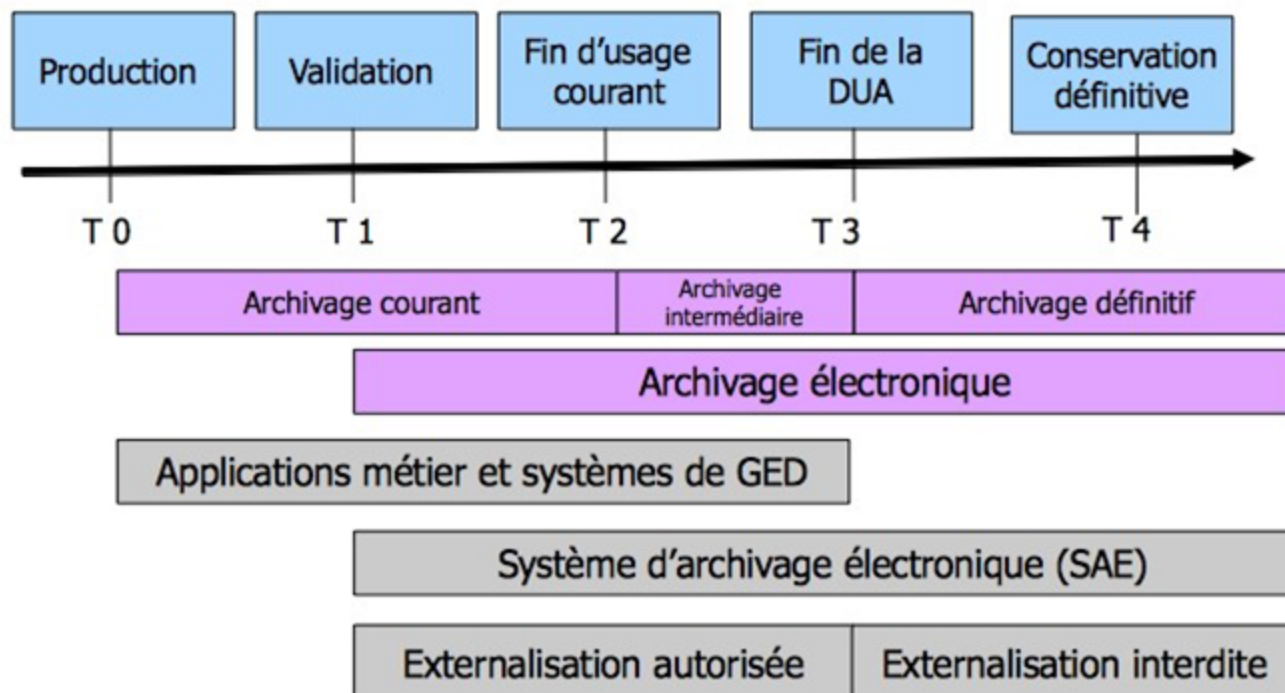 Production
Validation
Fin d'usage
courant
Fin de la
DUA
Conservation
définitive
T 0
T 1
T 2
T 3
T 4
Archivage courant
Archivage
intermédiaire
Archivage définitif
Archivage électronique
Applications métier et systèmes de GED
Système d'archivage électronique (SAE)
Externalisation autorisée
Externalisation interdite